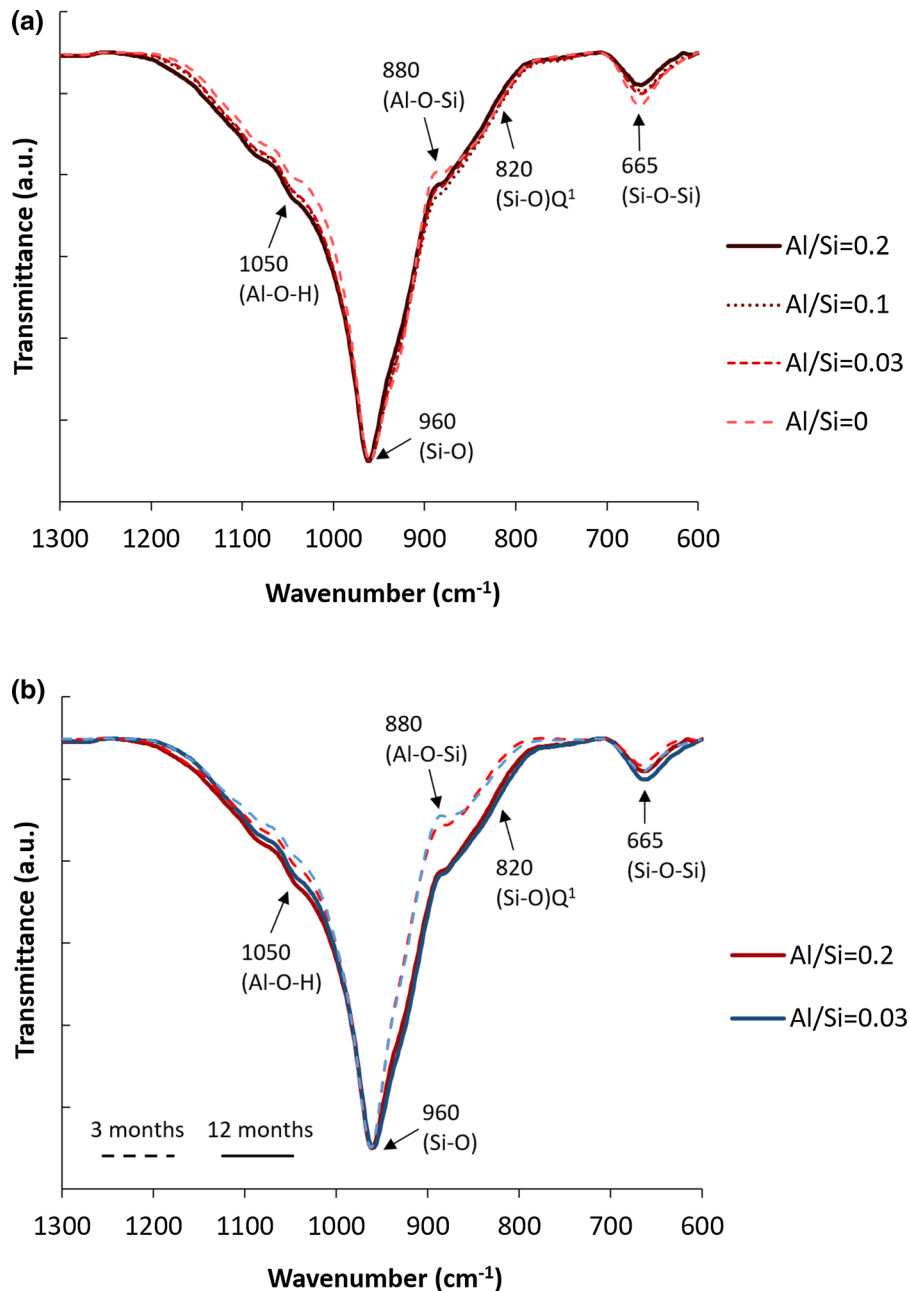 (a)
880
(Al-O-Si)
820
(Si-O)Q¹
665
(Si-O-Si)
1050
(Al-O-H)
960
(Si-O)
Transmittance (a.u.)
1300 1200 1100 1000 900 800 700 600
Wavenumber (cm⁻¹)
Al/Si=0.2
Al/Si=0.1
Al/Si=0.03
Al/Si=0
(b)
880
(Al-O-Si)
820
(Si-O)Q¹
665
(Si-O-Si)
1050
(Al-O-H)
960
(Si-O)
3 months 12 months
Transmittance (a.u.)
1300 1200 1100 1000 900 800 700 600
Wavenumber (cm⁻¹)
Al/Si=0.2
Al/Si=0.03